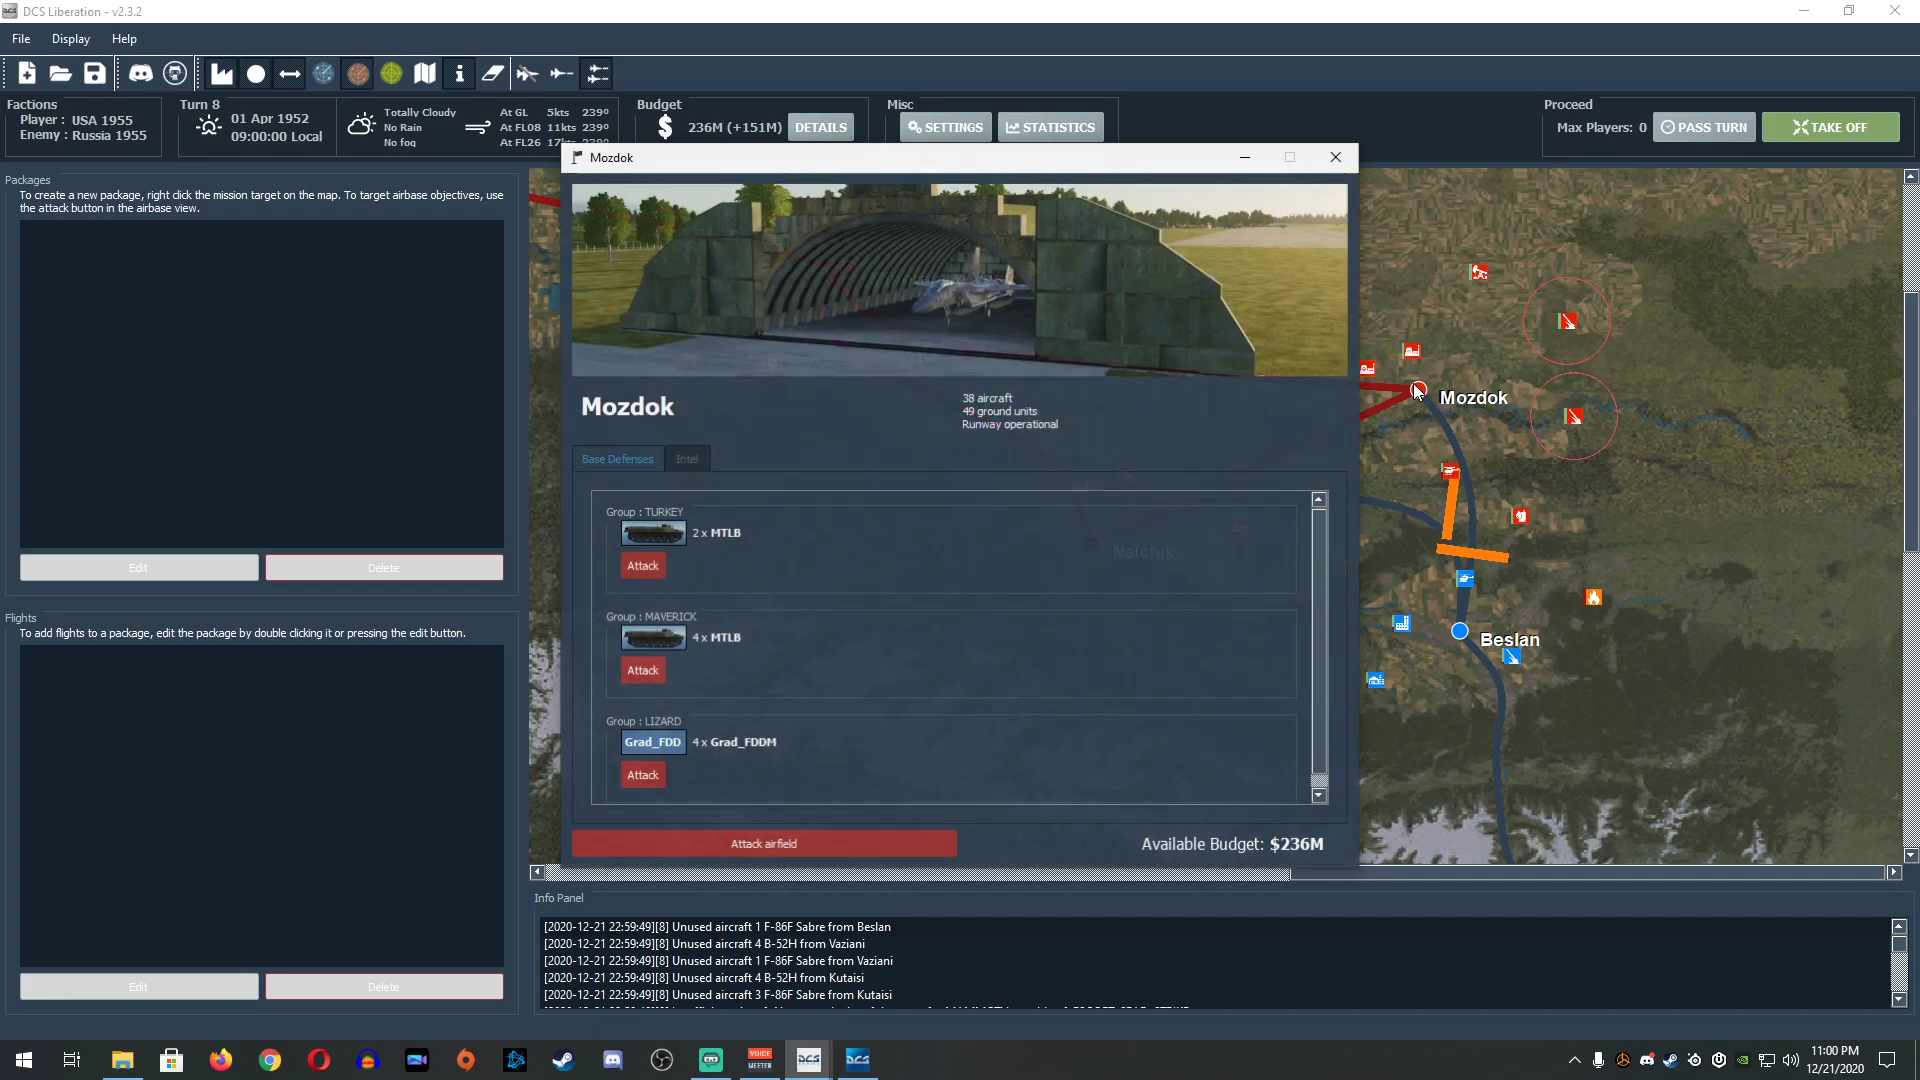 DCS Liberation - v2.3.2
File Display Help
Factions
Player : USA 1955
Enemy : Russia 1955
Turn 8
01 Apr 1952
09:00:00 Local
Totally Cloudy
No Rain
No fog
At GL 5kts 239º
At FL08 11kts 239º
At FL26
Budget
$ 236M (+151M) DETAILS
Misc
SETTINGS STATISTICS
Proceed
Max Players: 0 PASS TURN TAKE OFF
Packages
To create a new package, right click the mission target on the map. To target airbase objectives, use
the attack button in the airbase view.
Edit Delete
Flights
To add flights to a package, edit the package by double clicking it or pressing the edit button.
Edit Delete
Mozdok
Mozdok
38 aircraft
49 ground units
Runway operational
Base Defenses Intel
Group : TURKEY
2 x MTLB
Attack
Group : MAVERICK
4 x MTLB
Attack
Group : LIZARD
Grad_FDD 4 x Grad_FDDM
Attack
Attack airfield
Available Budget: $236M
Nalchik
Mozdok
Beslan
Info Panel
[2020-12-21 22:59:49][8] Unused aircraft 1 F-86F Sabre from Beslan
[2020-12-21 22:59:49][8] Unused aircraft 4 B-52H from Vaziani
[2020-12-21 22:59:49][8] Unused aircraft 1 F-86F Sabre from Vaziani
[2020-12-21 22:59:49][8] Unused aircraft 4 B-52H from Kutaisi
[2020-12-21 22:59:49][8] Unused aircraft 3 F-86F Sabre from Kutaisi
VOICE
MEETER
DCS
DCS
11:00 PM
12/21/2020